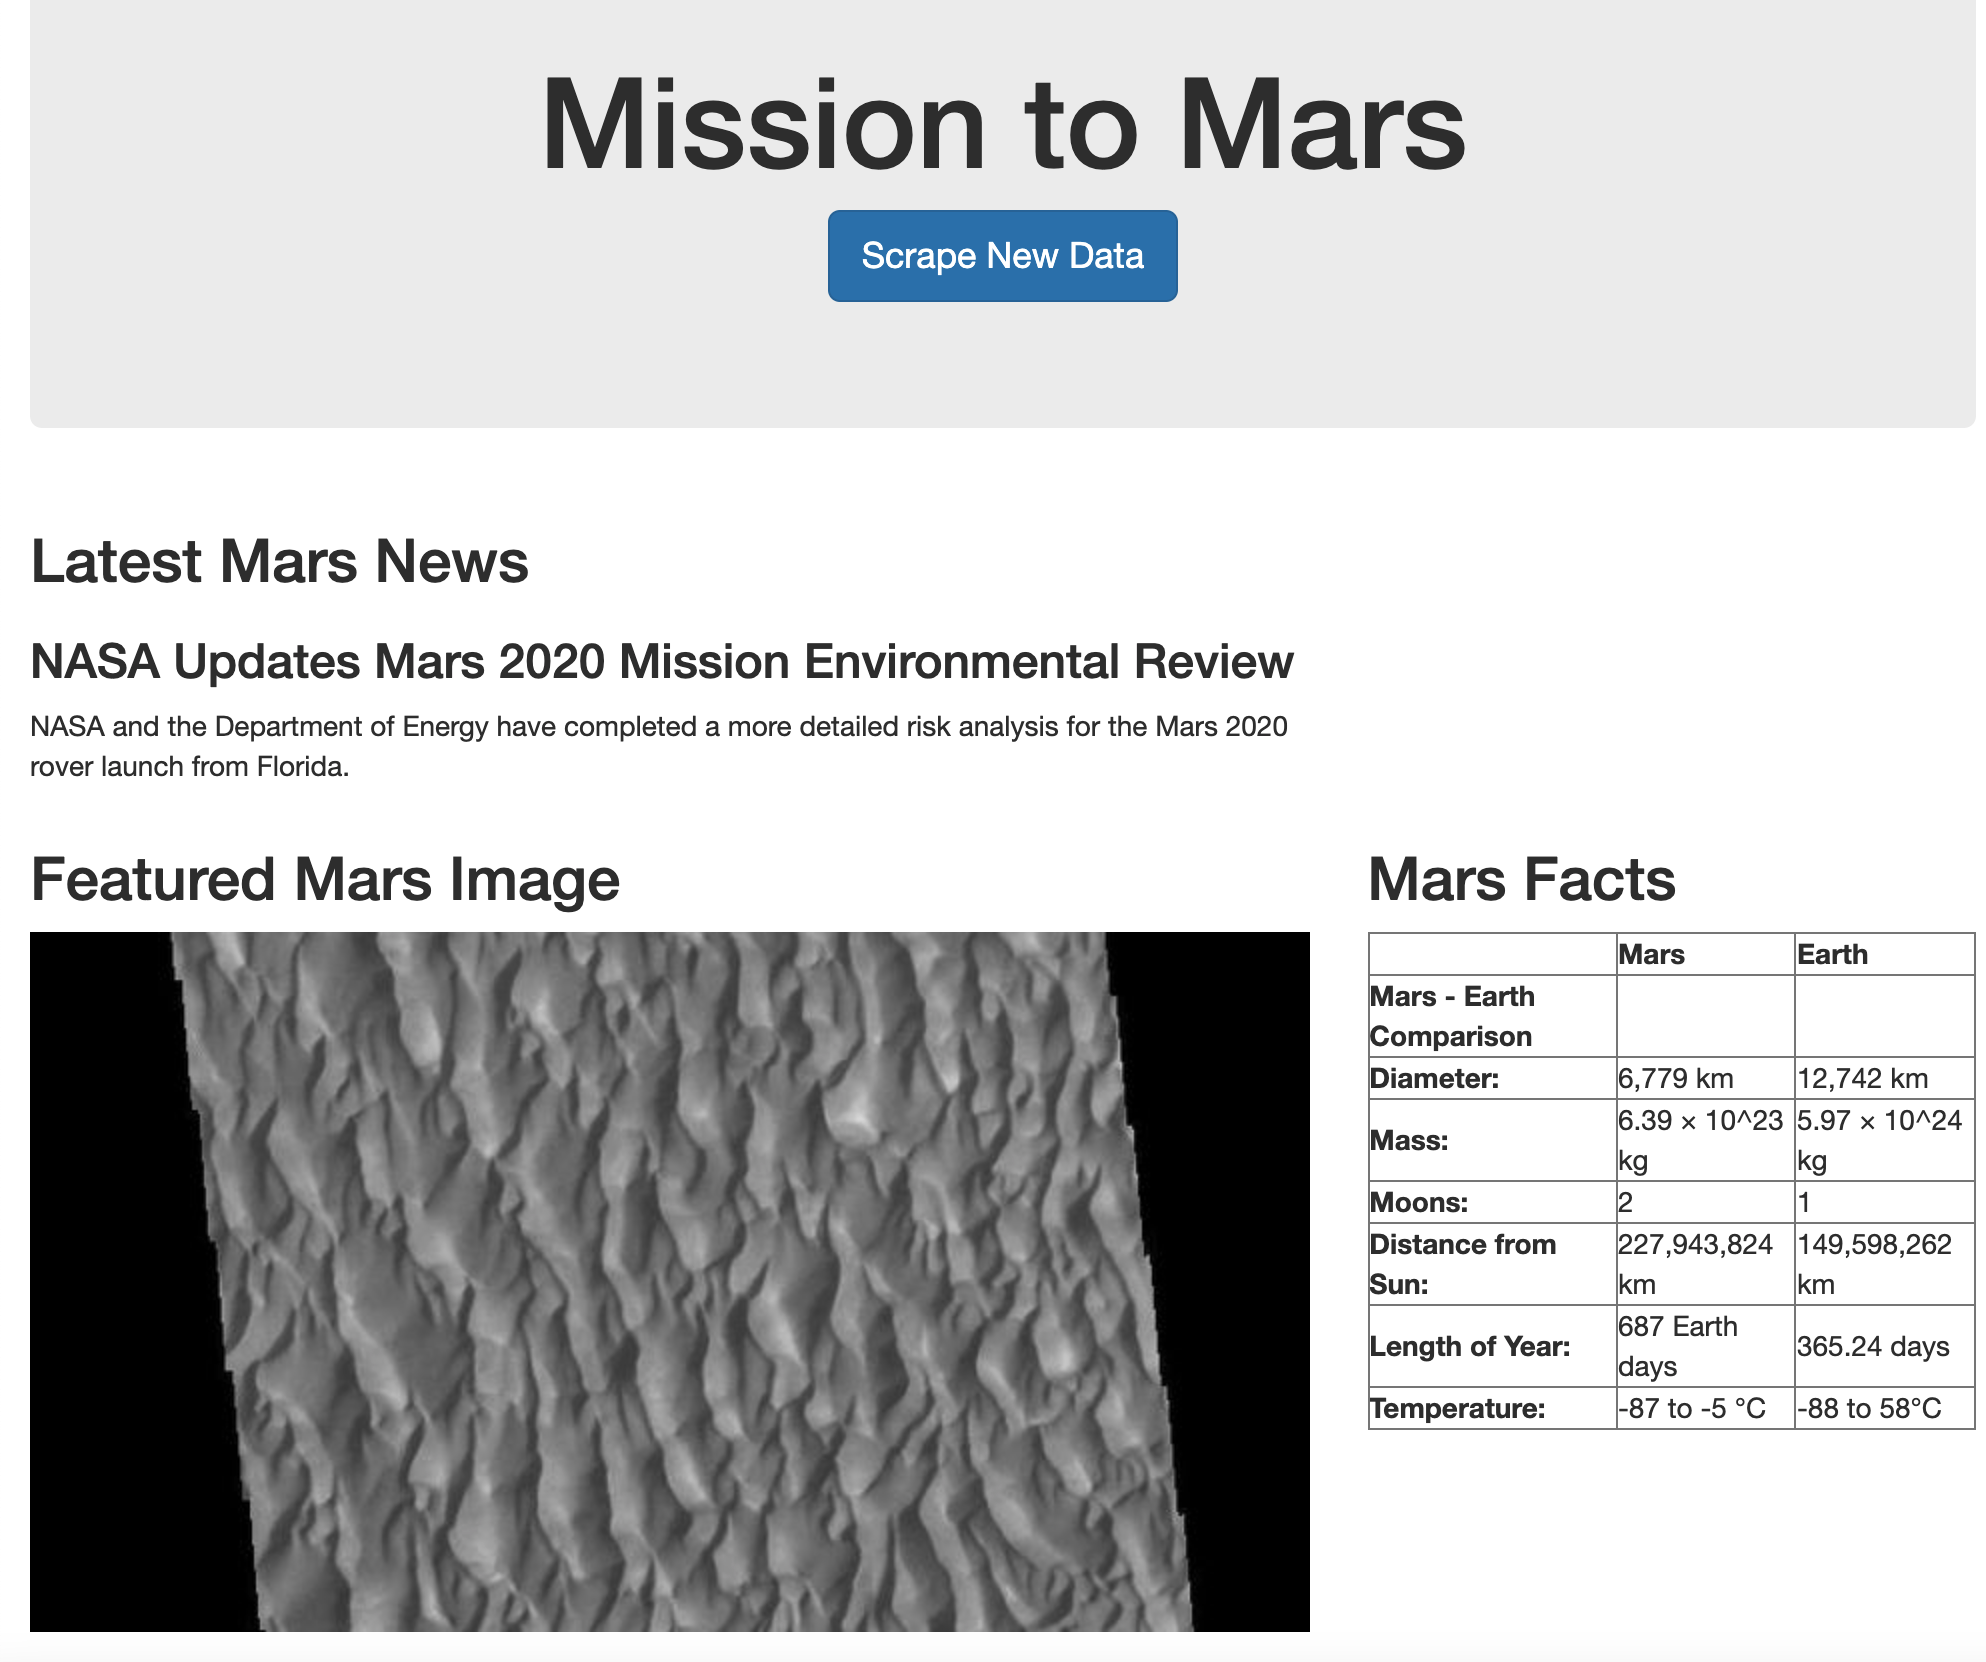 Mission to Mars
Scrape New Data
Latest Mars News
NASA Updates Mars 2020 Mission Environmental Review
NASA and the Department of Energy have completed a more detailed risk analysis for the Mars 2020
rover launch from Florida.
Featured Mars Image
Mars Facts
Mars Earth
Mars - Earth
Comparison
Diameter: 6,779 km 12,742 km
Mass: 6.39 × 10^23 kg 5.97 × 10^24 kg
Moons: 2 1
Distance from Sun: 227,943,824 km 149,598,262 km
Length of Year: 687 Earth days 365.24 days
Temperature: -87 to -5 °C -88 to 58°C